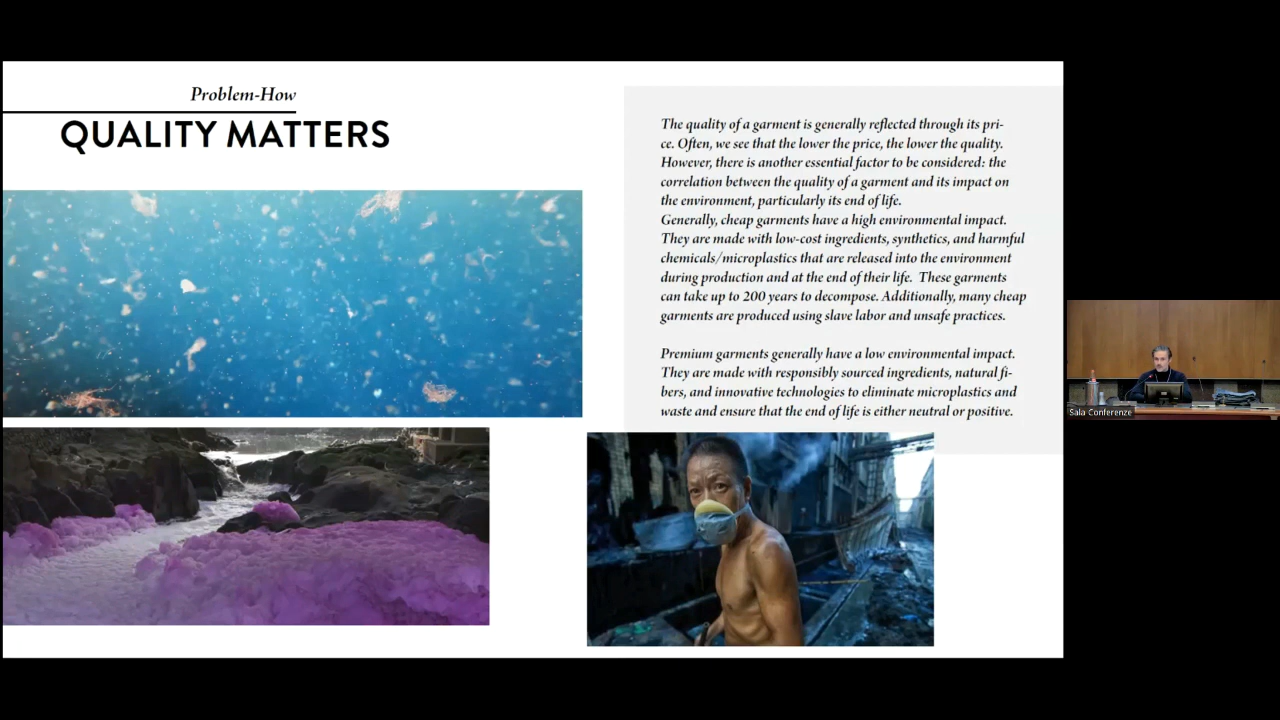 Problem-How
QUALITY MATTERS
The quality of a garment is generally reflected through its pri-
ce. Often, we see that the lower the price, the lower the quality.
However, there is another essential factor to be considered: the
correlation between the quality of a garment and its impact on
the environment, particularly its end of life.
Generally, cheap garments have a high environmental impact.
They are made with low-cost ingredients, synthetics, and harmful
chemicals/microplastics that are released into the environment
during production and at the end of their life. These garments
can take up to 200 years to decompose. Additionally, many cheap
garments are produced using slave labor and unsafe practices.
Premium garments generally have a low environmental impact.
They are made with responsibly sourced ingredients, natural fi-
bers, and innovative technologies to eliminate microplastics and
waste and ensure that the end of life is either neutral or positive.
Sala Conferenze